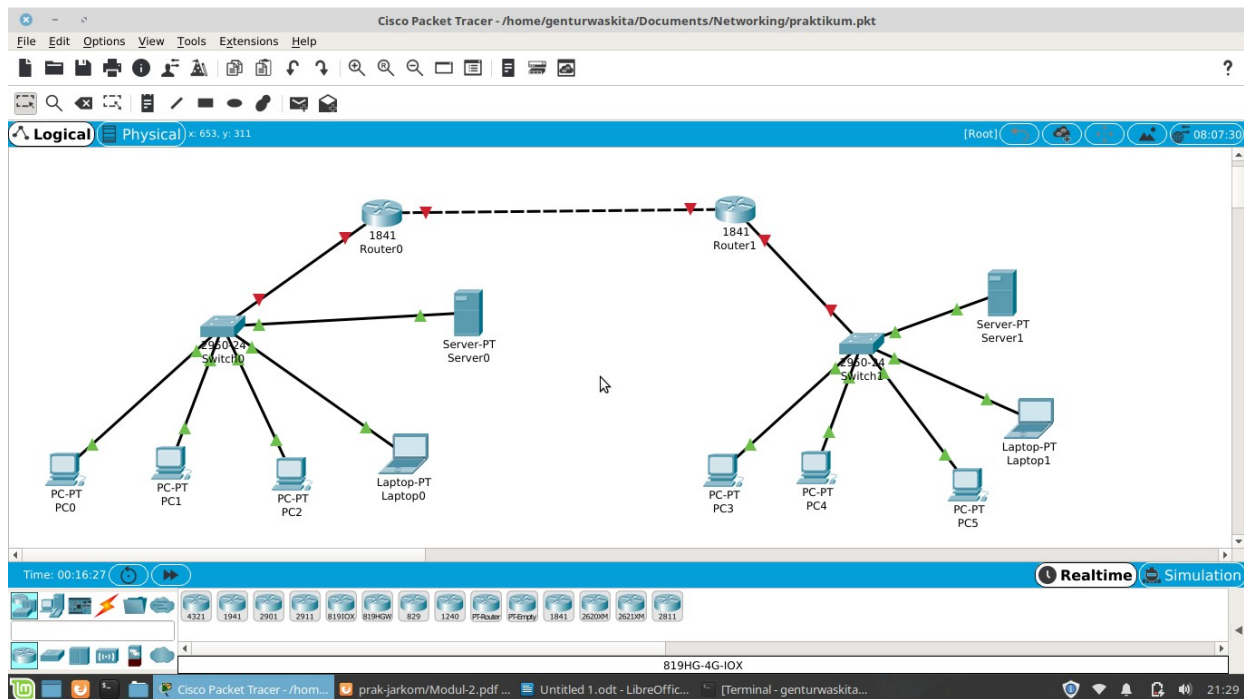 Cisco Packet Tracer - /home/genturwaskita/Documents/Networking/praktikum.pkt
File Edit Options View Tools Extensions Help
?
Logical Physical x: 653, y: 311 [Root] 08:07:30
1841
Router0
1841
Router1
2950-24
Switch0
Server-PT
Server0
Server-PT
Server1
2950-24
Switch1
PC-PT
PC0
PC-PT
PC1
PC-PT
PC2
Laptop-PT
Laptop0
PC-PT
PC3
PC-PT
PC4
PC-PT
PC5
Laptop-PT
Laptop1
Time: 00:16:27 Realtime Simulation
4321 1941 2901 2911 819IOX 819HGW 829 1240 PT-Router PT-Empty 1841 2620XM 2621XM 2811
819HG-4G-IOX
Cisco Packet Tracer - /hom... prak-jarkom/Modul-2.pdf ... Untitled 1.odt - LibreOffic... [Terminal - genturwaskita... 21:29